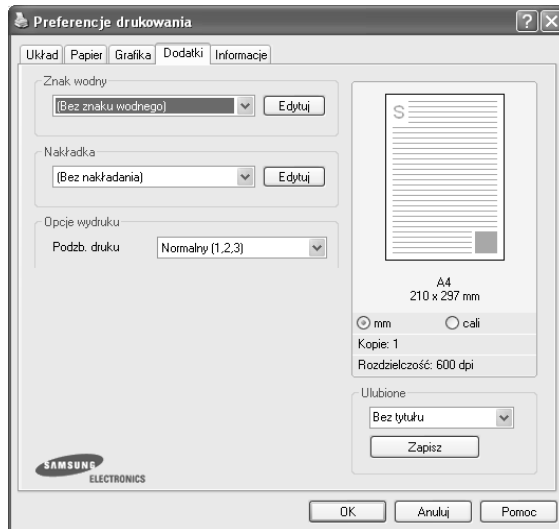 Preferencje drukowania
Układ Papier Grafika Dodatki Informacje
Znak wodny
(Bez znaku wodnego) Edytuj
Nakładka
(Bez nakładania) Edytuj
Opcje wydruku
Podzb. druku Normalny (1,2,3)
S
A4
210 x 297 mm
mm cali
Kopie: 1
Rozdzielczość: 600 dpi
Ulubione
Bez tytułu
Zapisz
SAMSUNG
ELECTRONICS
OK Anuluj Pomoc